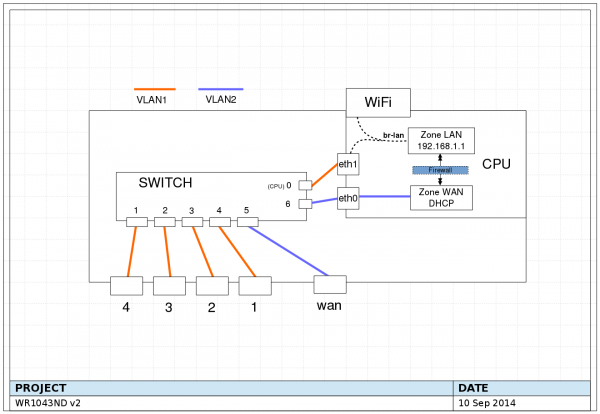 VLAN1 VLAN2
WiFi
br-lan
Zone LAN
192.168.1.1
Firewall
CPU
Zone WAN
DHCP
eth1
eth0
SWITCH
(CPU) 0
6
1 2 3 4 5
4 3 2 1 wan
PROJECT DATE
WR1043ND v2 10 Sep 2014